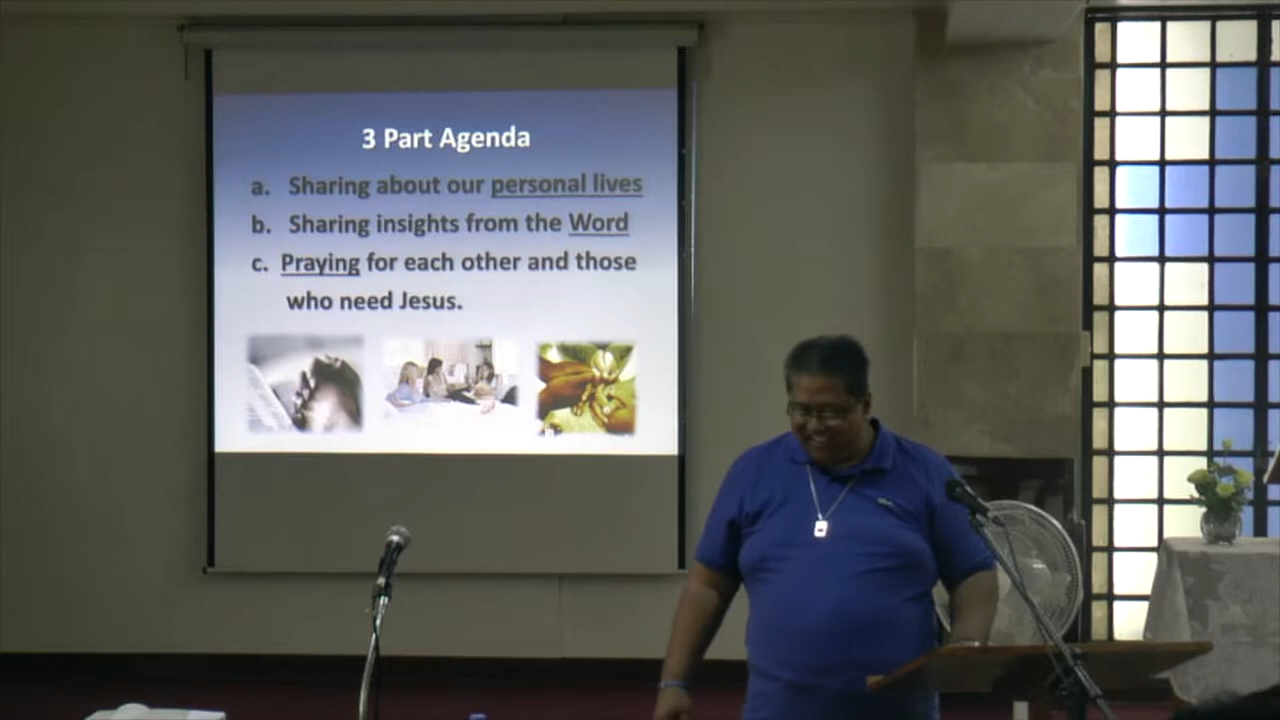 3 Part Agenda
a. Sharing about our personal lives
b. Sharing insights from the Word
c. Praying for each other and those
who need Jesus.